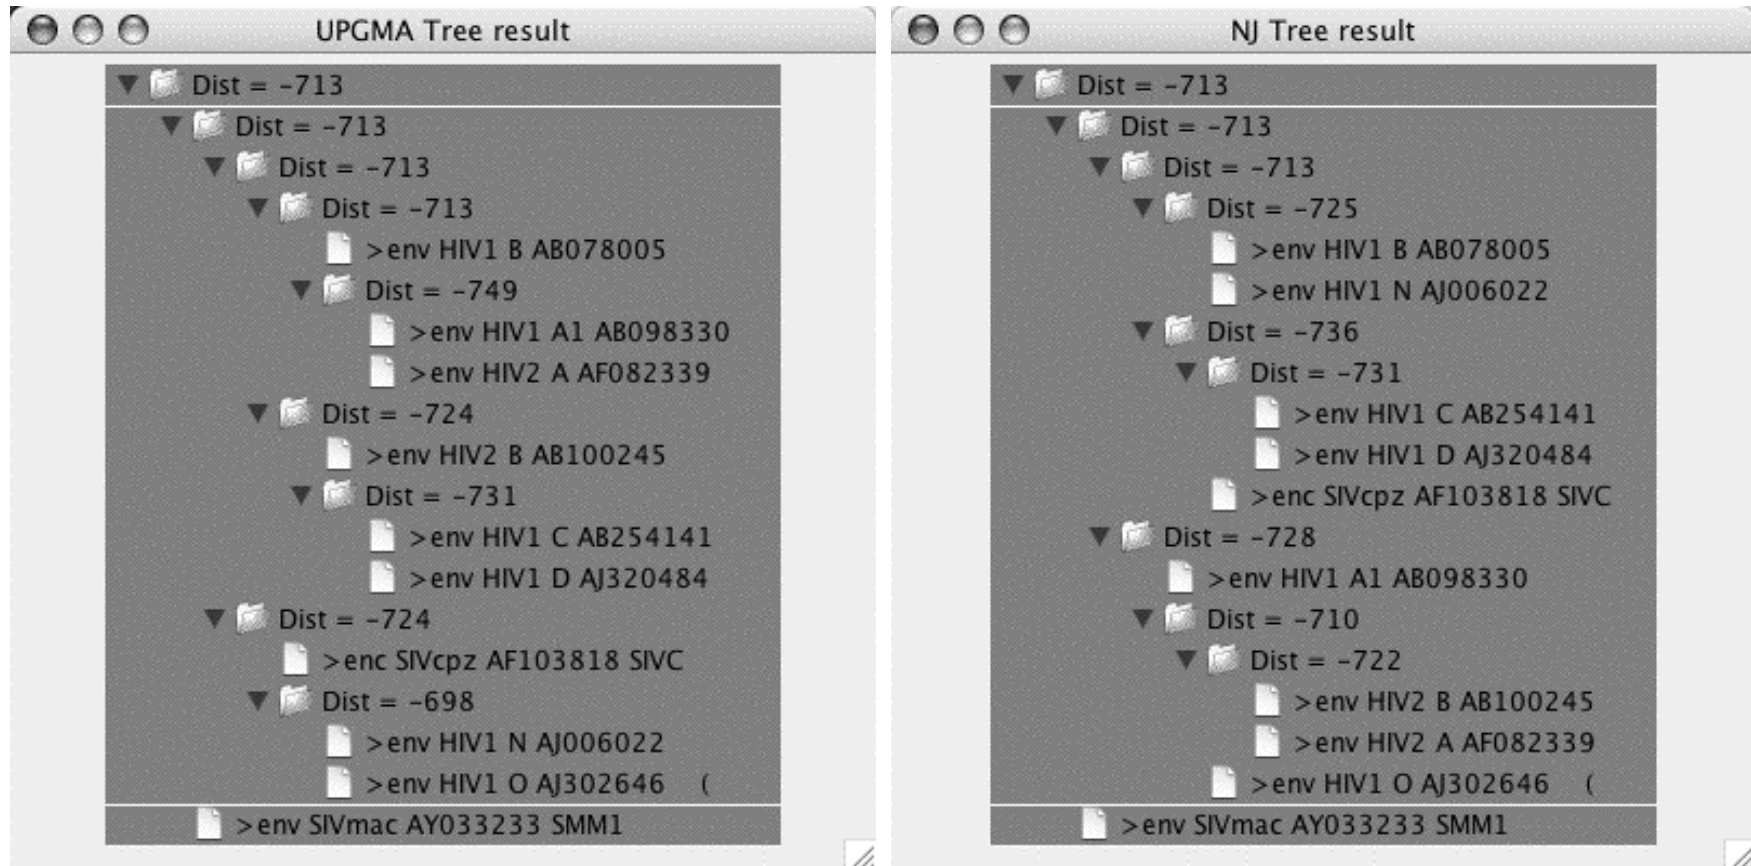 UPGMA Tree result
Dist = -713
Dist = -713
Dist = -713
Dist = -713
>env HIV1 B AB078005
Dist = -749
>env HIV1 A1 AB098330
>env HIV2 A AF082339
Dist = -724
>env HIV2 B AB100245
Dist = -731
>env HIV1 C AB254141
>env HIV1 D AJ320484
Dist = -724
>enc SIVcpz AF103818 SIVC
Dist = -698
>env HIV1 N AJ006022
>env HIV1 O AJ302646 (
>env SIVmac AY033233 SMM1
NJ Tree result
Dist = -713
Dist = -713
Dist = -713
Dist = -725
>env HIV1 B AB078005
>env HIV1 N AJ006022
Dist = -736
Dist = -731
>env HIV1 C AB254141
>env HIV1 D AJ320484
>enc SIVcpz AF103818 SIVC
Dist = -728
>env HIV1 A1 AB098330
Dist = -710
Dist = -722
>env HIV2 B AB100245
>env HIV2 A AF082339
>env HIV1 O AJ302646 (
>env SIVmac AY033233 SMM1